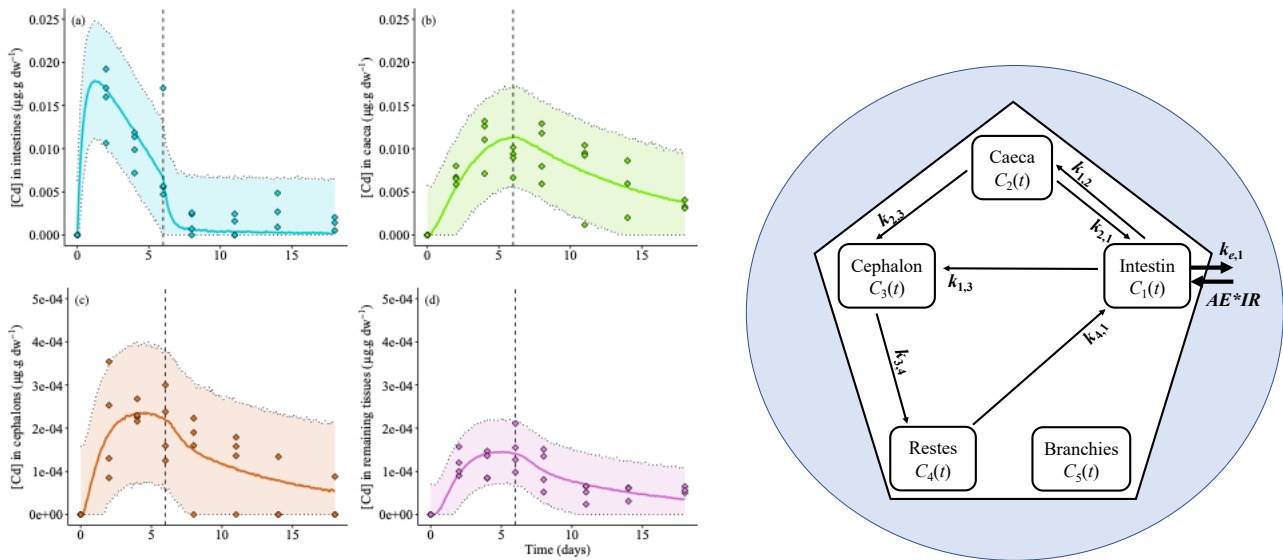 (a)
[Cd] in intestines (µg.g dw⁻¹)
0.025
0.020
0.015
0.010
0.005
0.000
0 5 10 15
(b)
[Cd] in caeca (µg.g dw⁻¹)
0.025
0.020
0.015
0.010
0.005
0.000
0 5 10 15
(c)
[Cd] in cephalons (µg.g dw⁻¹)
5e-04
4e-04
3e-04
2e-04
1e-04
0e+00
0 5 10 15
(d)
[Cd] in remaining tissues (µg.g dw⁻¹)
5e-04
4e-04
3e-04
2e-04
1e-04
0e+00
0 5 10 15
Time (days)
Caeca
C₂(t)
k₁,₂
k₂,₁
k₂,₃
Cephalon
C₃(t)
k₁,₃
Intestin
C₁(t)
kₑ,₁
AE*IR
k₃,₄
k₄,₁
Restes
C₄(t)
Branchies
C₅(t)